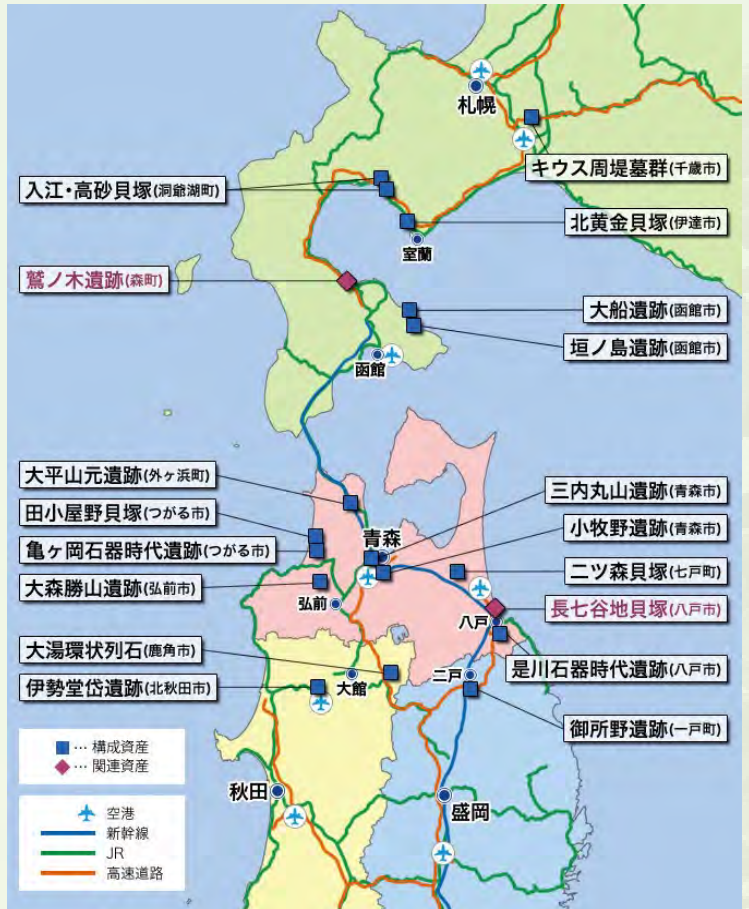 札幌
キウス周堤墓群(千歳市)
入江・高砂貝塚(洞爺湖町)
北黄金貝塚(伊達市)
室蘭
鷲ノ木遺跡(森町)
大船遺跡(函館市)
垣ノ島遺跡(函館市)
函館
大平山元遺跡(外ヶ浜町)
三内丸山遺跡(青森市)
田小屋野貝塚(つがる市)
小牧野遺跡(青森市)
青森
亀ヶ岡石器時代遺跡(つがる市)
二ツ森貝塚(七戸町)
大森勝山遺跡(弘前市)
弘前
長七谷地貝塚(八戸市)
八戸
大湯環状列石(鹿角市)
是川石器時代遺跡(八戸市)
伊勢堂岱遺跡(北秋田市)
大館
二戸
御所野遺跡(一戸町)
… 構成資産
… 関連資産
秋田
盛岡
空港
新幹線
JR
高速道路